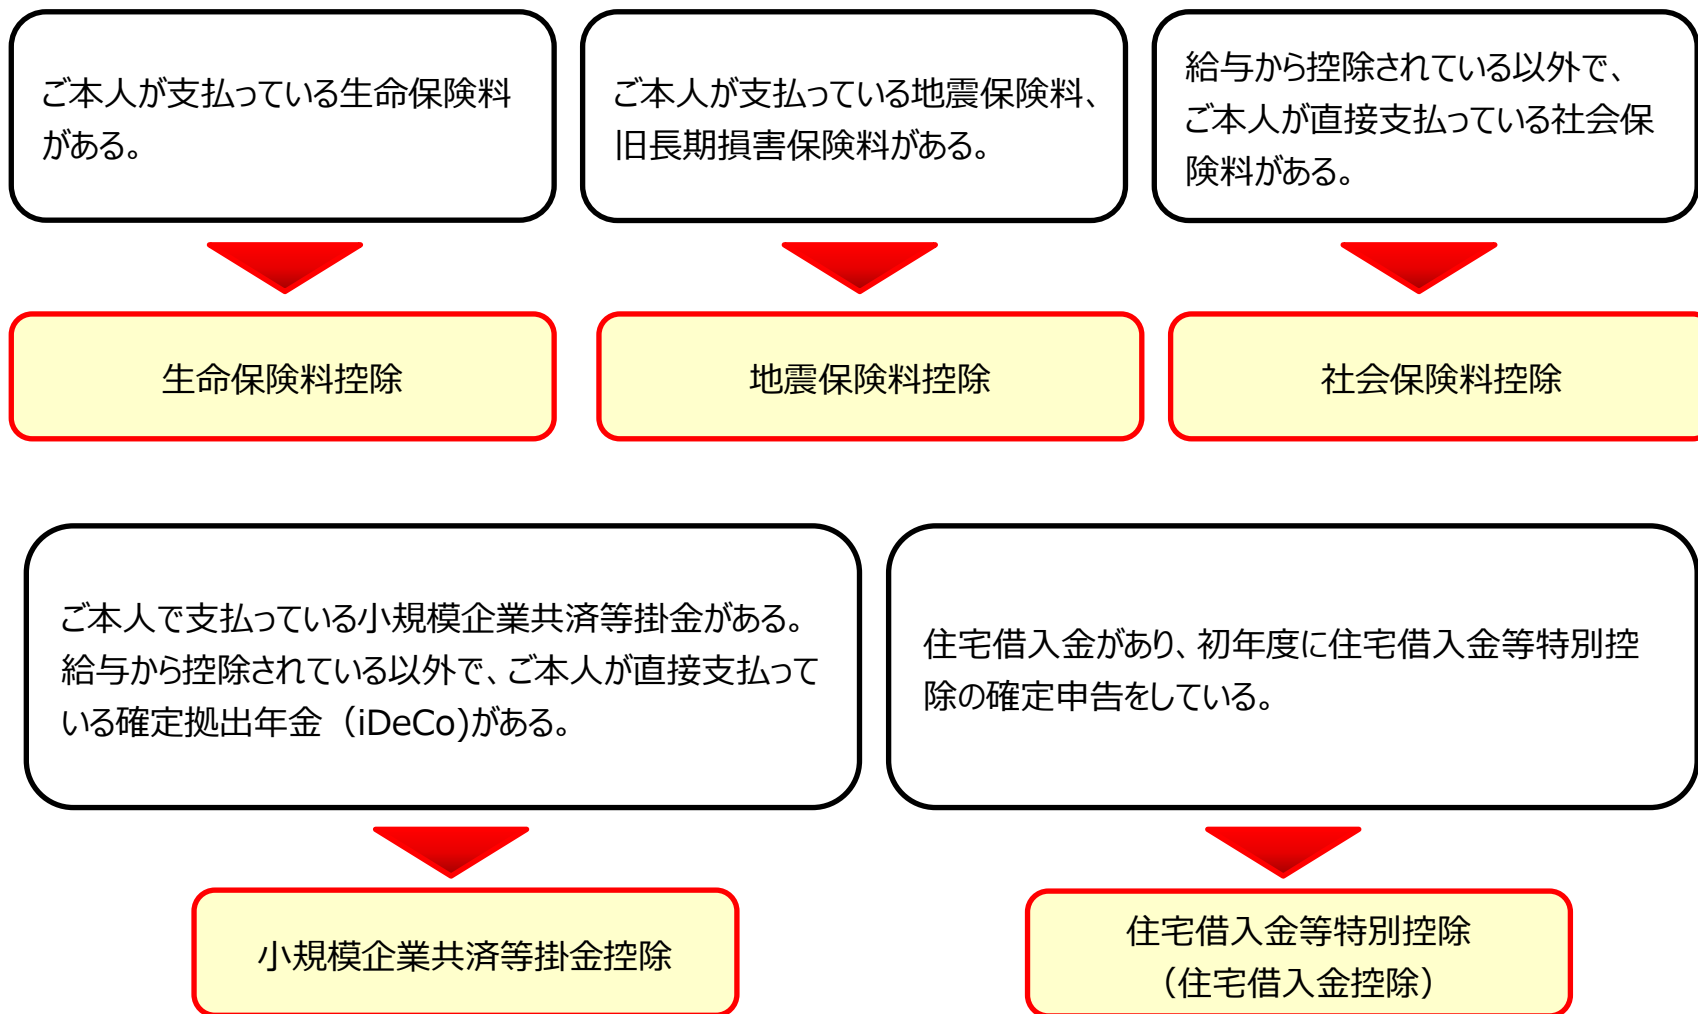 ご本人が支払っている生命保険料
がある。
ご本人が支払っている地震保険料、
旧長期損害保険料がある。
給与から控除されている以外で、
ご本人が直接支払っている社会保
険料がある。
生命保険料控除
地震保険料控除
社会保険料控除
ご本人で支払っている小規模企業共済等掛金がある。
給与から控除されている以外で、ご本人が直接支払って
いる確定拠出年金（iDeCo)がある。
住宅借入金があり、初年度に住宅借入金等特別控
除の確定申告をしている。
小規模企業共済等掛金控除
住宅借入金等特別控除
（住宅借入金控除）